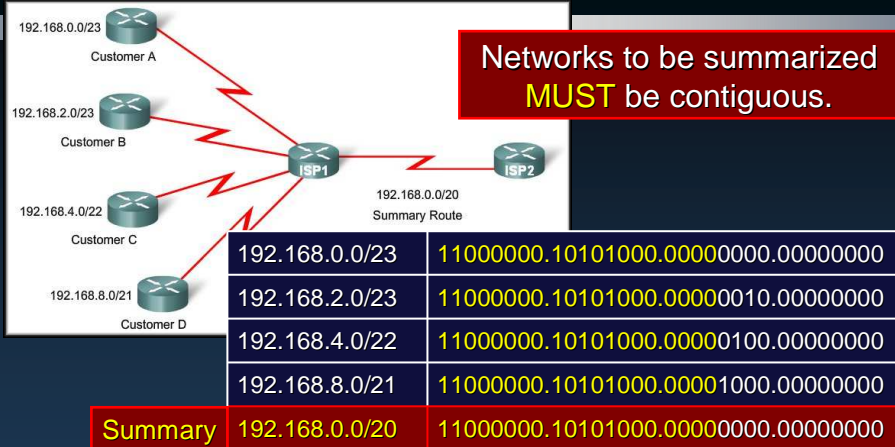 192.168.0.0/23
Customer A
Networks to be summarized
MUST be contiguous.
192.168.2.0/23
Customer B
ISP1
ISP2
192.168.0.0/20
Summary Route
192.168.4.0/22
Customer C
192.168.8.0/21
Customer D
192.168.0.0/23 11000000.10101000.00000000.00000000
192.168.2.0/23 11000000.10101000.00000010.00000000
192.168.4.0/22 11000000.10101000.00000100.00000000
192.168.8.0/21 11000000.10101000.00001000.00000000
Summary 192.168.0.0/20 11000000.10101000.00000000.00000000